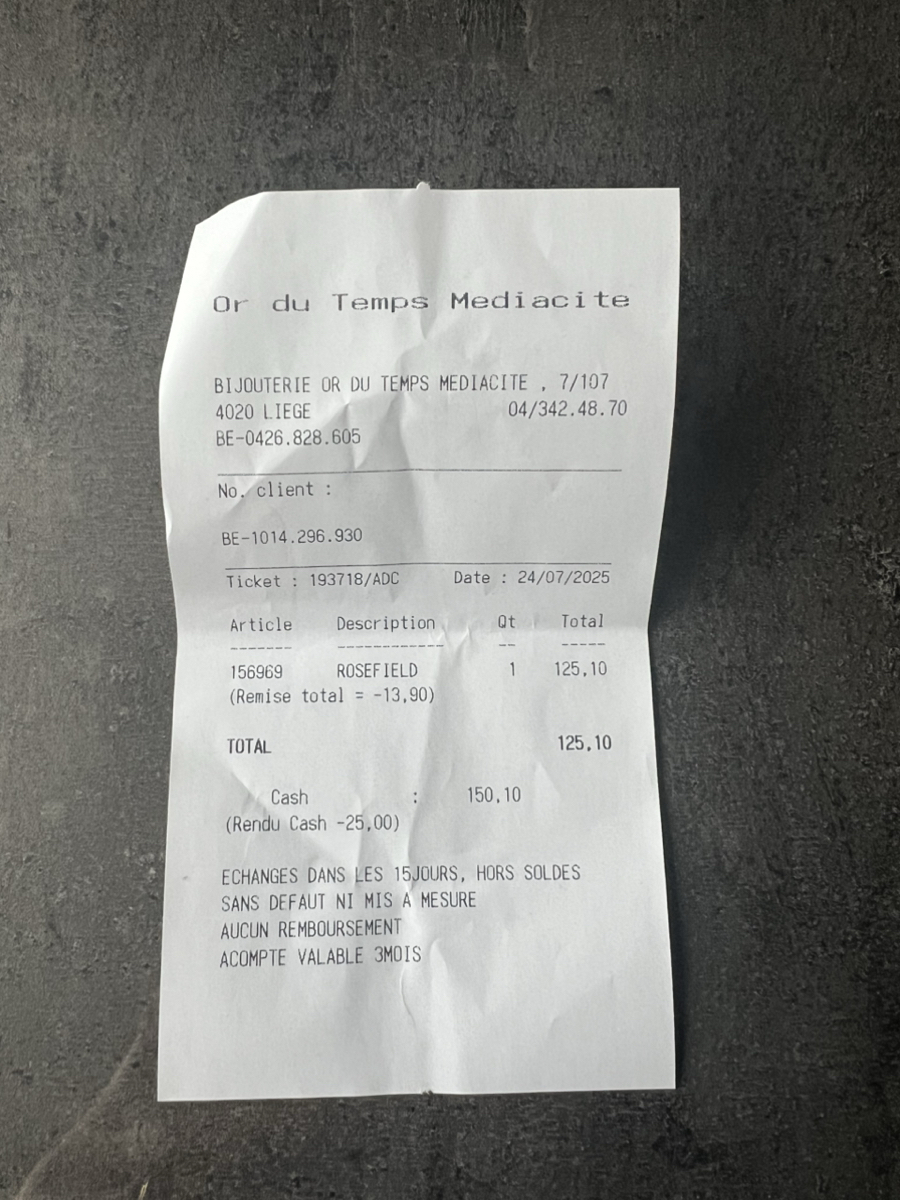 Or du Temps Mediacite
BIJOUTERIE OR DU TEMPS MEDIACITE , 7/107
4020 LIEGE 04/342.48.70
BE-0426.828.605
No. client :
BE-1014.296.930
Ticket : 193718/ADC Date : 24/07/2025
Article Description Qt Total
------- ------------ -- -----
156969 ROSEFIELD 1 125,10
(Remise total = -13,90)
TOTAL 125,10
Cash : 150,10
(Rendu Cash -25,00)
ECHANGES DANS LES 15JOURS, HORS SOLDES
SANS DEFAUT NI MIS A MESURE
AUCUN REMBOURSEMENT
ACOMPTE VALABLE 3MOIS